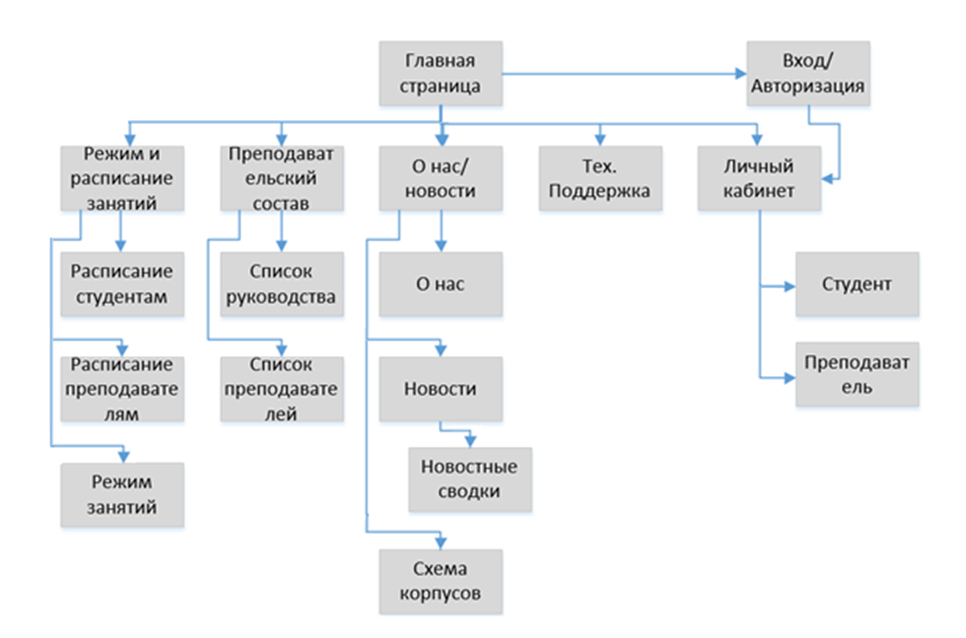 Главная
страница
Вход/
Авторизация
Режим и
расписание
занятий
Преподават
ельский
состав
О нас/
новости
Тех.
Поддержка
Личный
кабинет
Расписание
студентам
Список
руководства
О нас
Студент
Расписание
преподавате
лям
Список
преподавате
лей
Новости
Преподават
ель
Новостные
сводки
Режим
занятий
Схема
корпусов